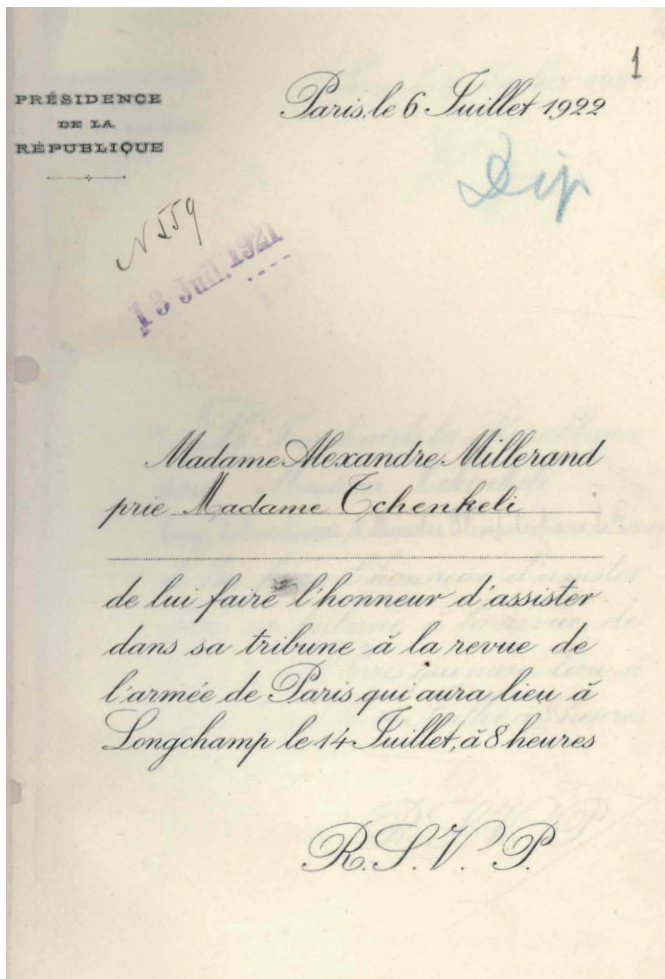 1
PRÉSIDENCE
DE LA
RÉPUBLIQUE
Paris, le 6 Juillet 1922
Dip
N 559
13 Juil. 1921
Madame Alexandre Millerand
prie Madame Tchenkeli
de lui faire l'honneur d'assister
dans sa tribune à la revue de
l'armée de Paris qui aura lieu à
Longchamp le 14 Juillet, à 8 heures
R.S.V.P.